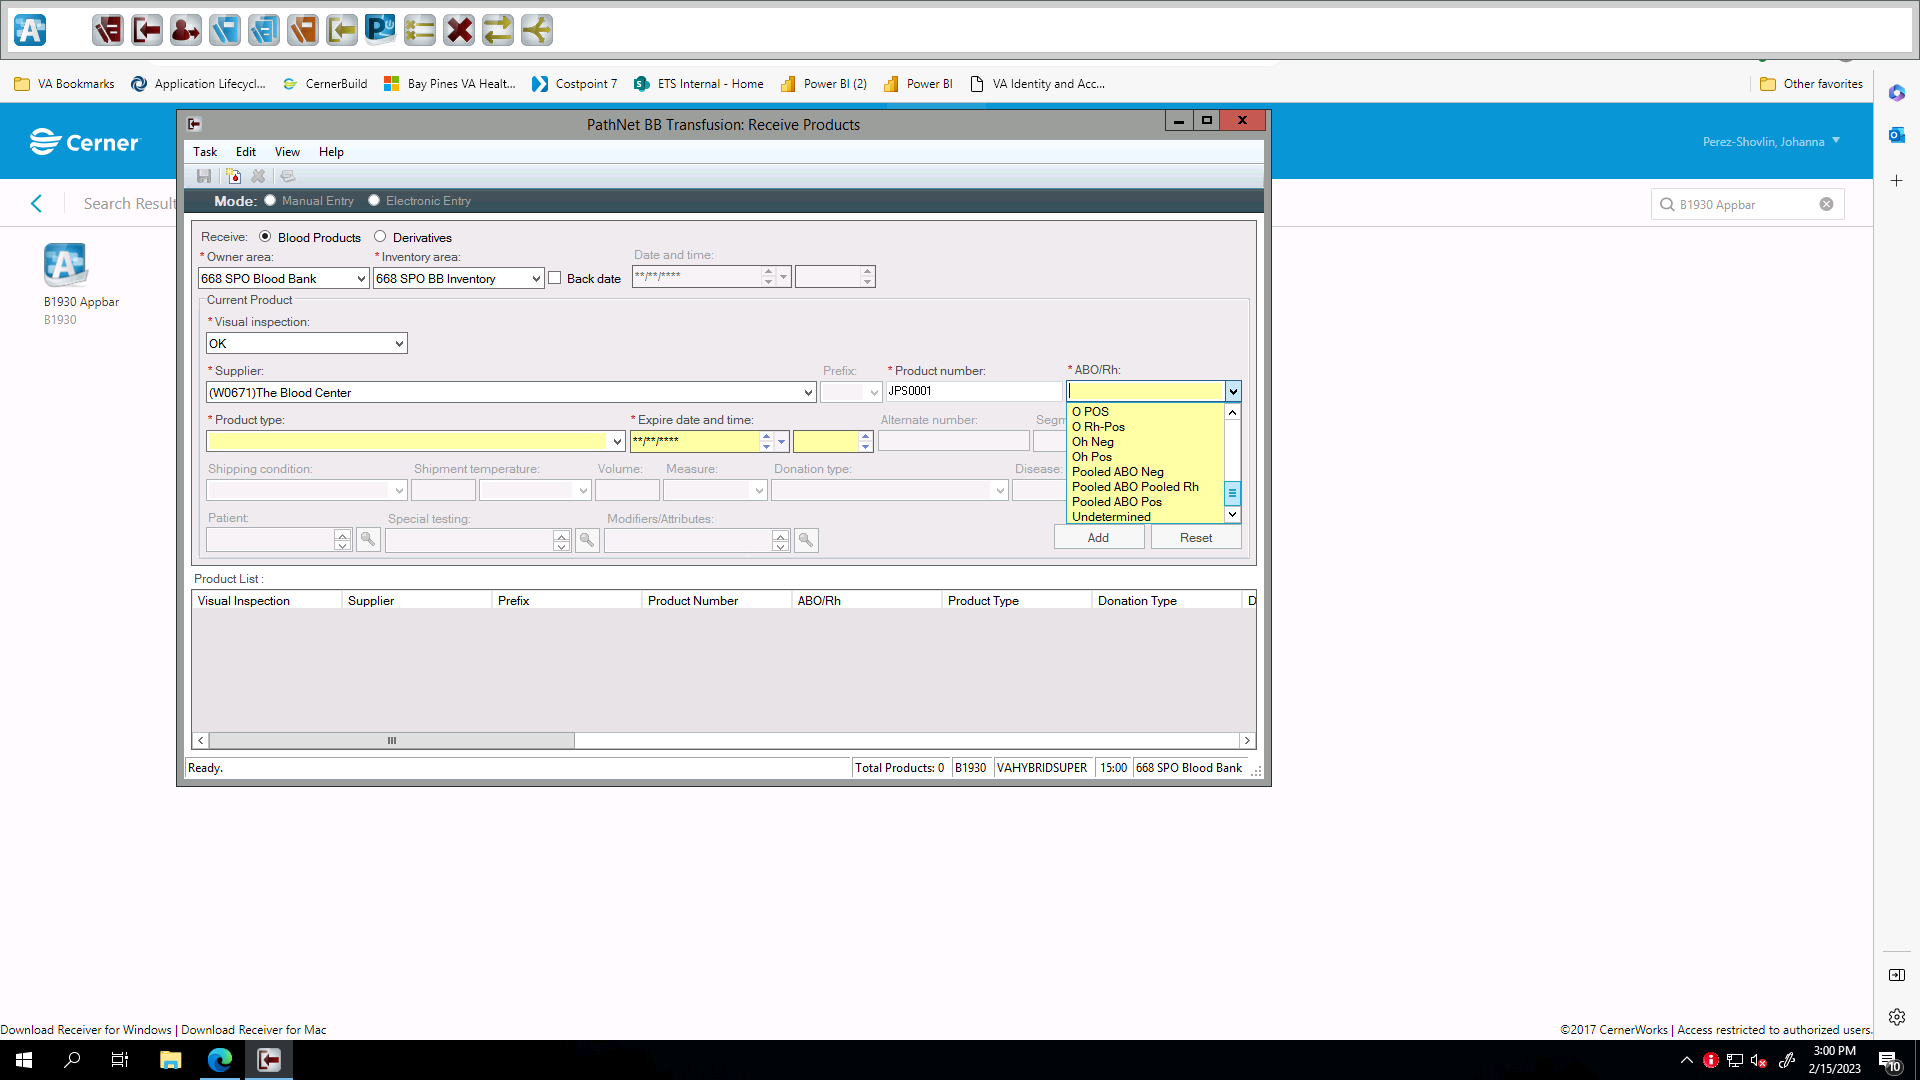 VA Bookmarks
Application Lifecycl...
CernerBuild
Bay Pines VA Healt...
Costpoint 7
ETS Internal - Home
Power BI (2)
Power BI
VA Identity and Acc...
Other favorites
Cerner
Perez-Shovlin, Johanna
Search Result
B1930 Appbar
B1930 Appbar
B1930
PathNet BB Transfusion: Receive Products
Task Edit View Help
Mode: Manual Entry Electronic Entry
Receive: Blood Products Derivatives
* Owner area: * Inventory area: Date and time:
668 SPO Blood Bank 668 SPO BB Inventory Back date **/**/****
Current Product
* Visual inspection:
OK
* Supplier: Prefix: * Product number: * ABO/Rh:
(W0671)The Blood Center JPS0001
* Product type: * Expire date and time: Alternate number: Segm
**/**/****
Shipping condition: Shipment temperature: Volume: Measure: Donation type: Disease:
Patient: Special testing: Modifiers/Attributes:
O POS
O Rh-Pos
Oh Neg
Oh Pos
Pooled ABO Neg
Pooled ABO Pooled Rh
Pooled ABO Pos
Undetermined
Add Reset
Product List :
Visual Inspection Supplier Prefix Product Number ABO/Rh Product Type Donation Type D
Ready. Total Products: 0 B1930 VAHYBRIDSUPER 15:00 668 SPO Blood Bank
Download Receiver for Windows | Download Receiver for Mac
©2017 CernerWorks | Access restricted to authorized users.
3:00 PM
2/15/2023
10